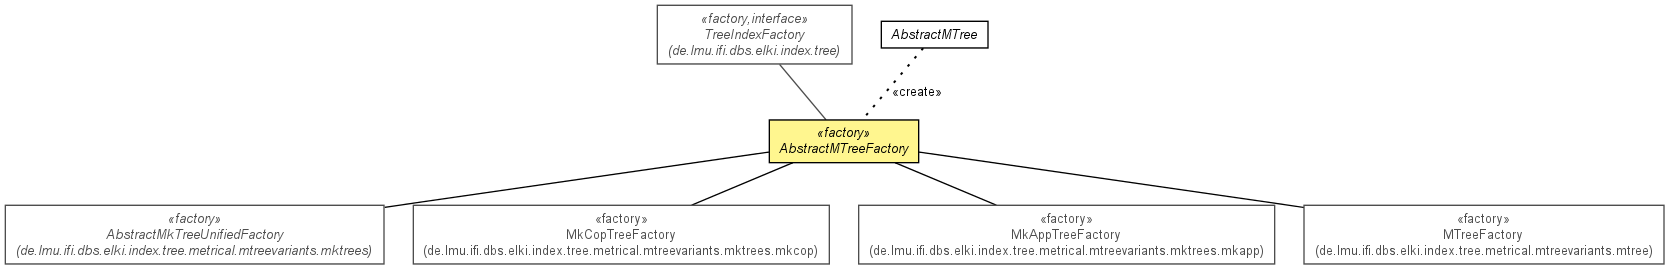 «factory,interface»
TreeIndexFactory
(de.lmu.ifi.dbs.elki.index.tree)
AbstractMTree
«create»
«factory»
AbstractMTreeFactory
«factory»
AbstractMkTreeUnifiedFactory
(de.lmu.ifi.dbs.elki.index.tree.metrical.mtreevariants.mktrees)
«factory»
MkCopTreeFactory
(de.lmu.ifi.dbs.elki.index.tree.metrical.mtreevariants.mktrees.mkcop)
«factory»
MkAppTreeFactory
(de.lmu.ifi.dbs.elki.index.tree.metrical.mtreevariants.mktrees.mkapp)
«factory»
MTreeFactory
(de.lmu.ifi.dbs.elki.index.tree.metrical.mtreevariants.mtree)